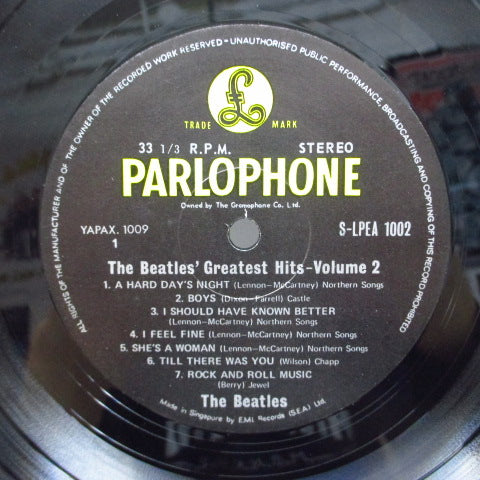 ALL RIGHTS OF THE MANUFACTURER AND OF THE OWNER OF THE RECORDED WORK RESERVED–UNAUTHORISED PUBLIC PERFORMANCE, BROADCASTING AND COPYING OF THIS RECORD PROHIBITED
£
TRADE MARK
33 1/3 R.P.M. STEREO
PARLOPHONE
Owned by The Gramophone Co., Ltd.
YAPAX. 1009 S-LPEA 1002
1
The Beatles' Greatest Hits–Volume 2
1. A HARD DAY'S NIGHT (Lennon–McCartney) Northern Songs
2. BOYS (Dixon–Farrell) Castle
3. I SHOULD HAVE KNOWN BETTER
(Lennon–McCartney) Northern Songs
4. I FEEL FINE (Lennon–McCartney) Northern Songs
5. SHE'S A WOMAN (Lennon–McCartney) Northern Songs
6. TILL THERE WAS YOU (Wilson) Chapp
7. ROCK AND ROLL MUSIC
(Berry) Jewel
The Beatles
Made in Singapore by E.M.I. Records (S.E.A.) Ltd.